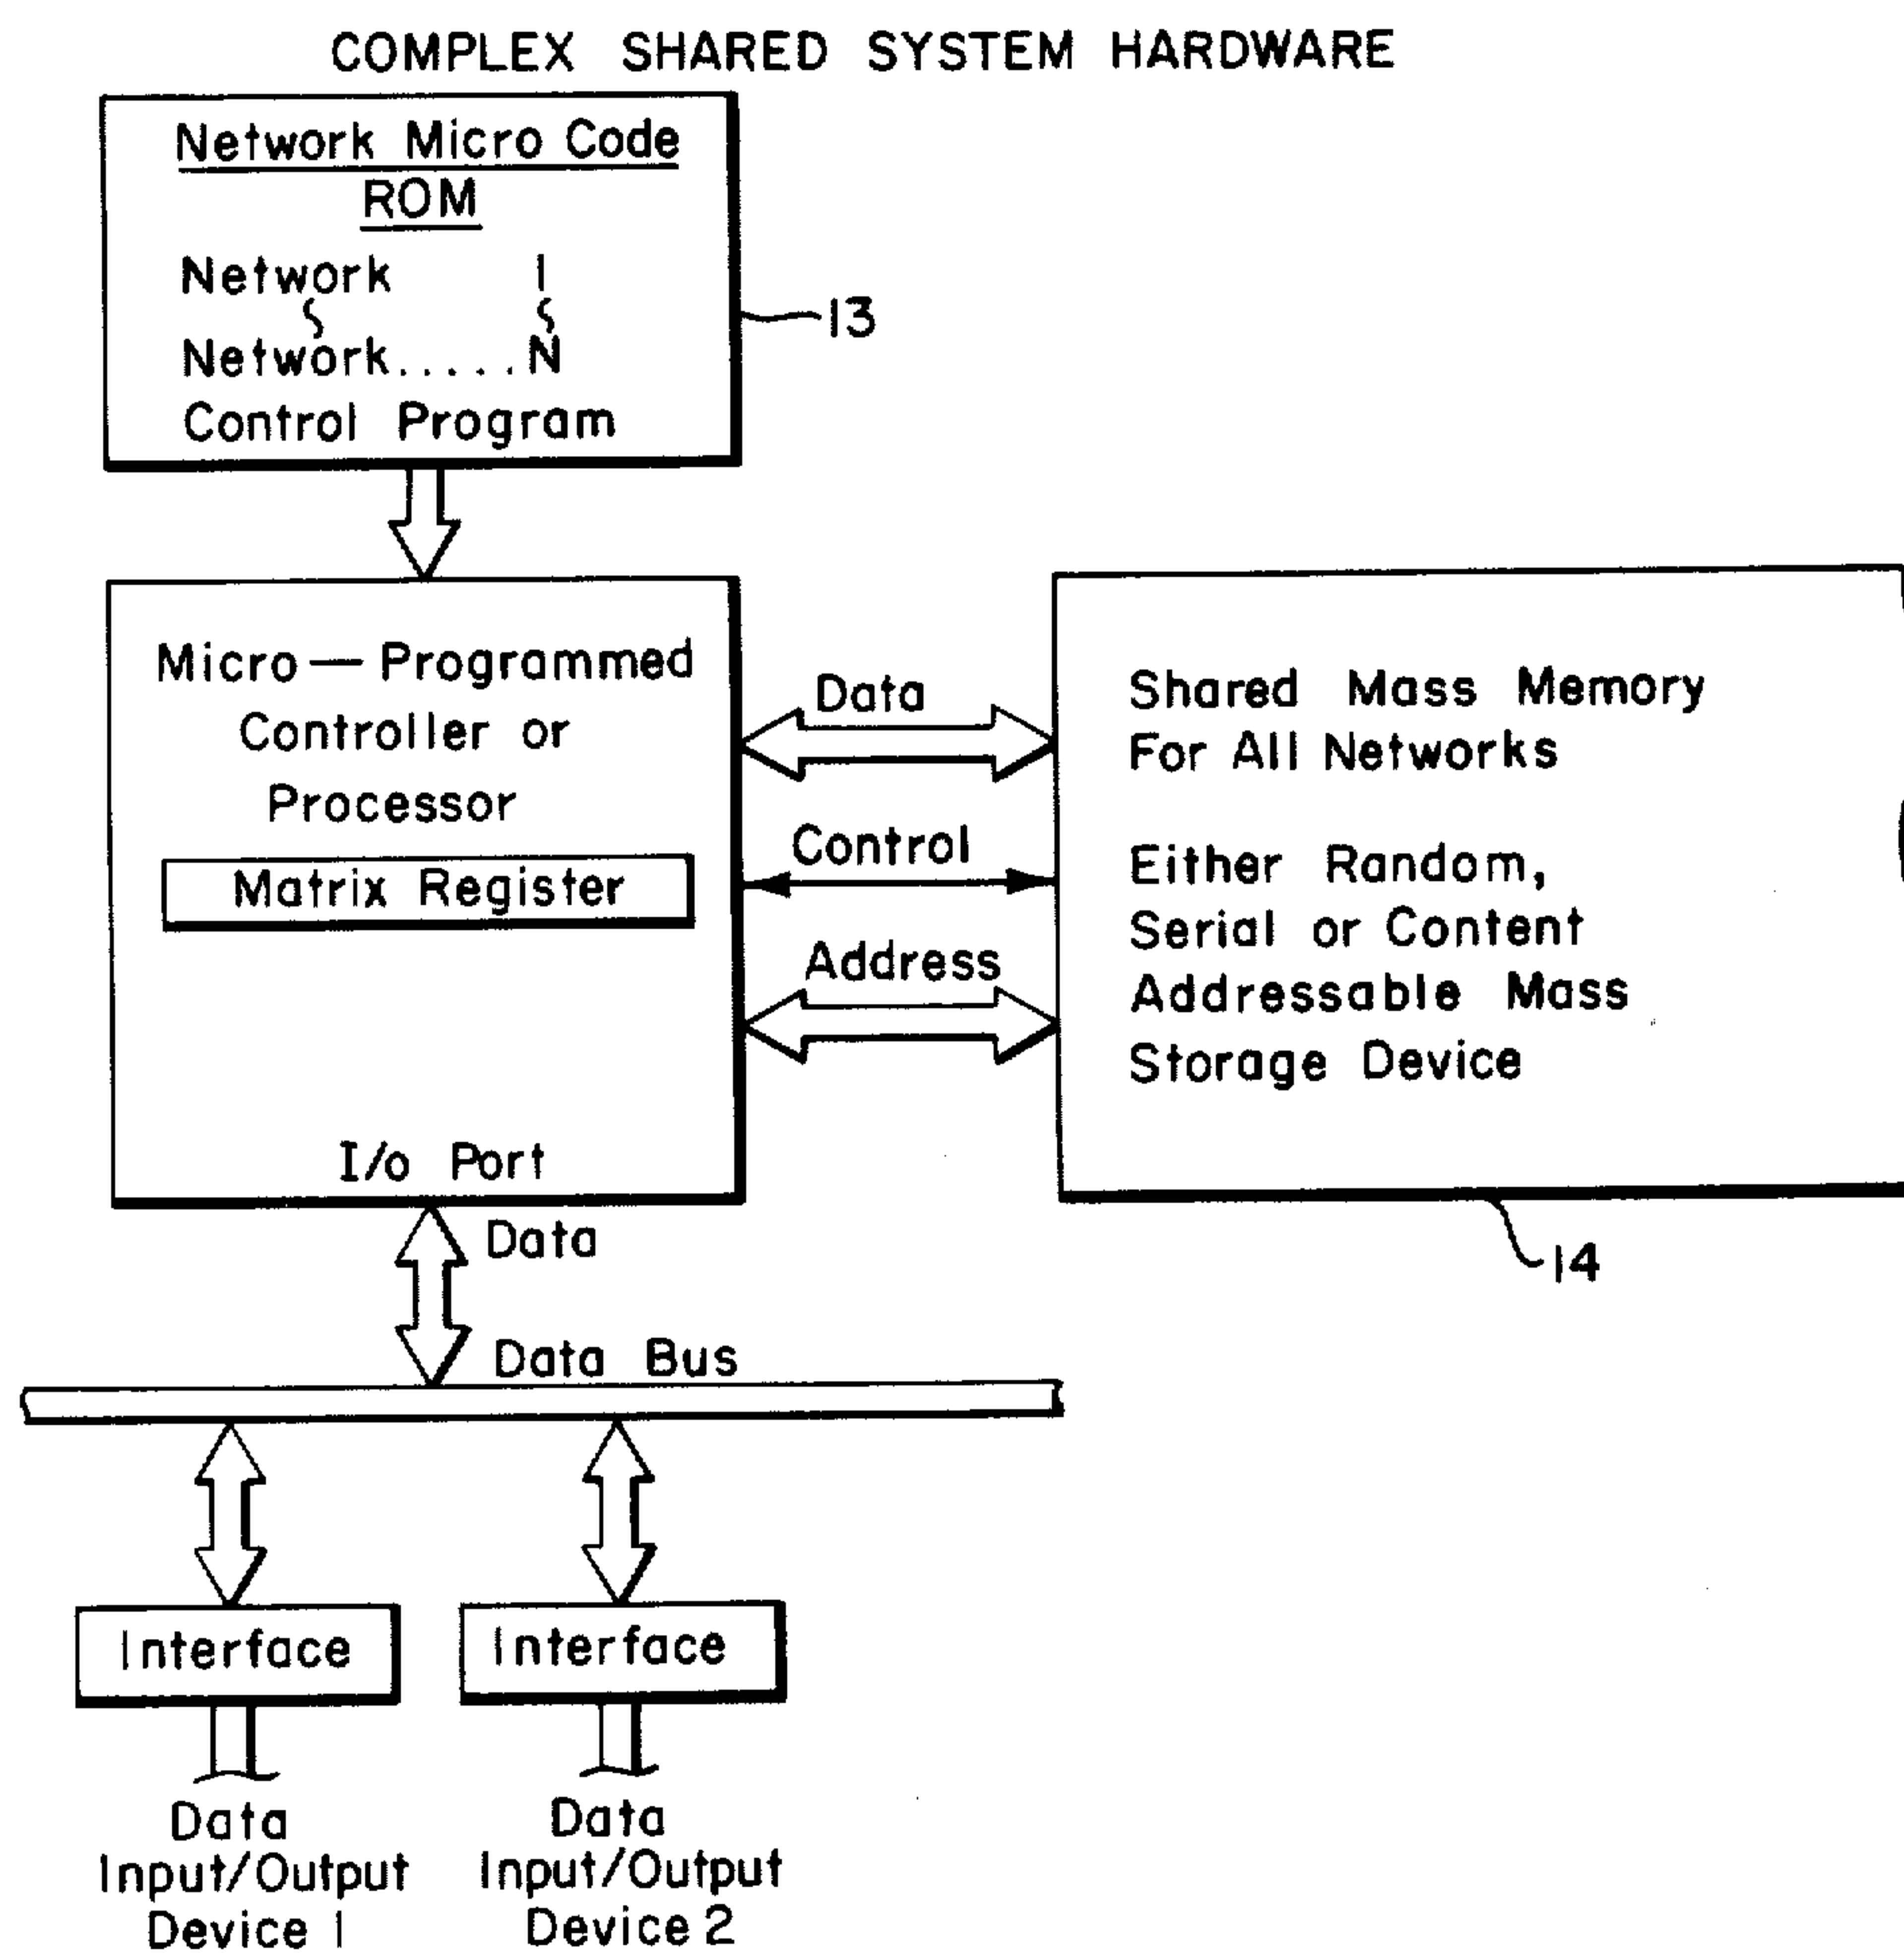 COMPLEX SHARED SYSTEM HARDWARE
Network Micro Code
ROM
Network 1
Network.....N
Control Program
13
Micro — Programmed
Controller or
Processor
Matrix Register
I/o Port
Data
Control
Address
Shared Mass Memory
For All Networks
Either Random,
Serial or Content
Addressable Mass
Storage Device
14
Data
Data Bus
Interface
Interface
Data
Input/Output
Device 1
Data
Input/Output
Device 2